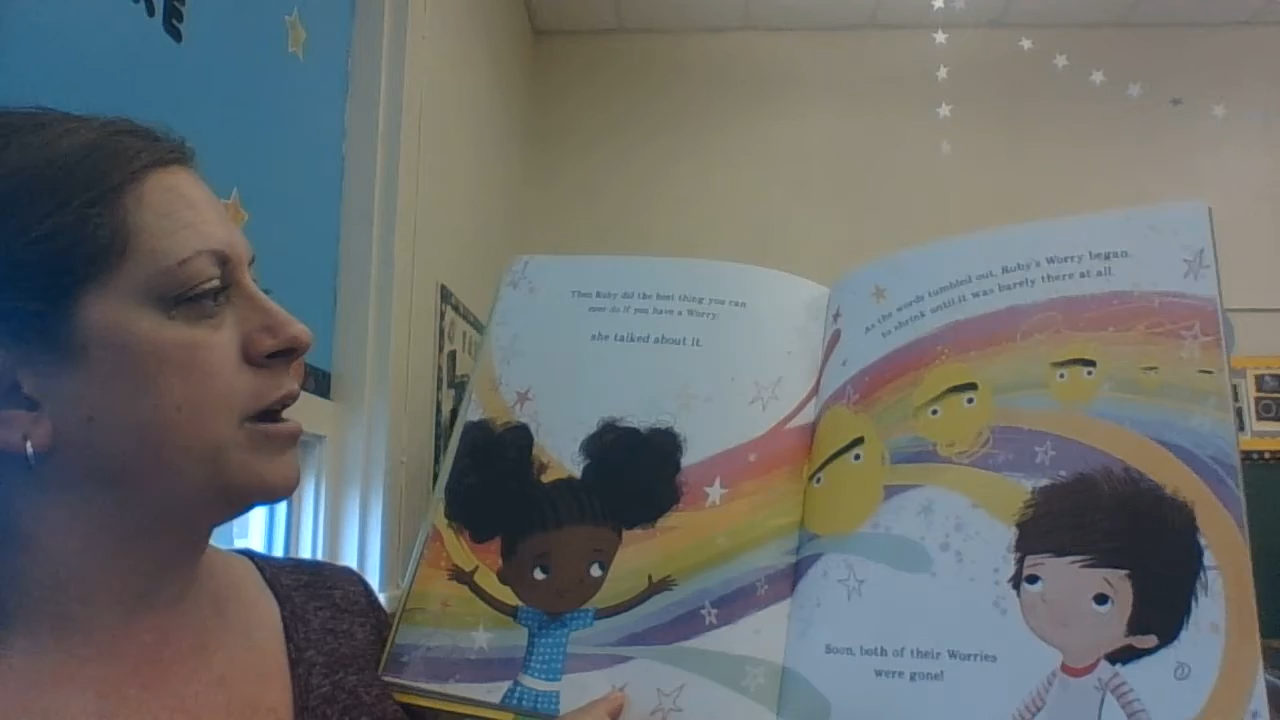 KE
Then Ruby did the best thing you can
ever do if you have a Worry:
she talked about it.
As the words tumbled out, Ruby's Worry began
to shrink until it was barely there at all.
Soon, both of their Worries
were gone!